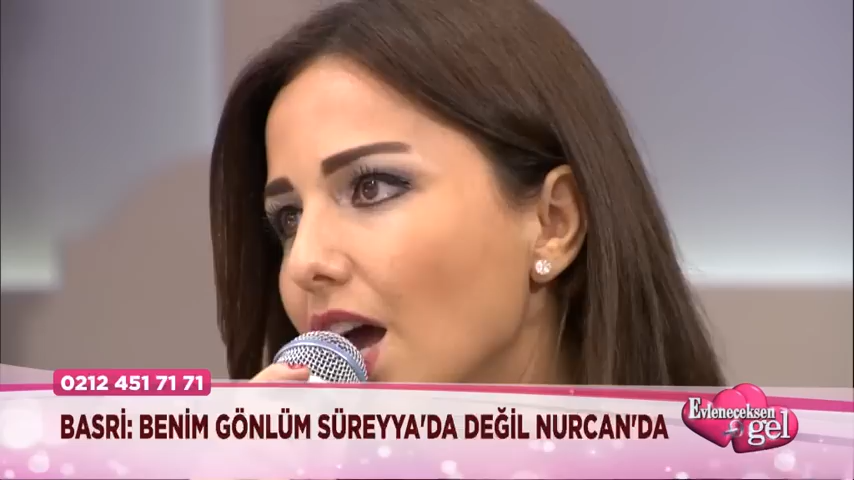 0212 451 71 71
BASRİ: BENİM GÖNLÜM SÜREYYA'DA DEĞİL NURCAN'DA
Evleneceksen
gel